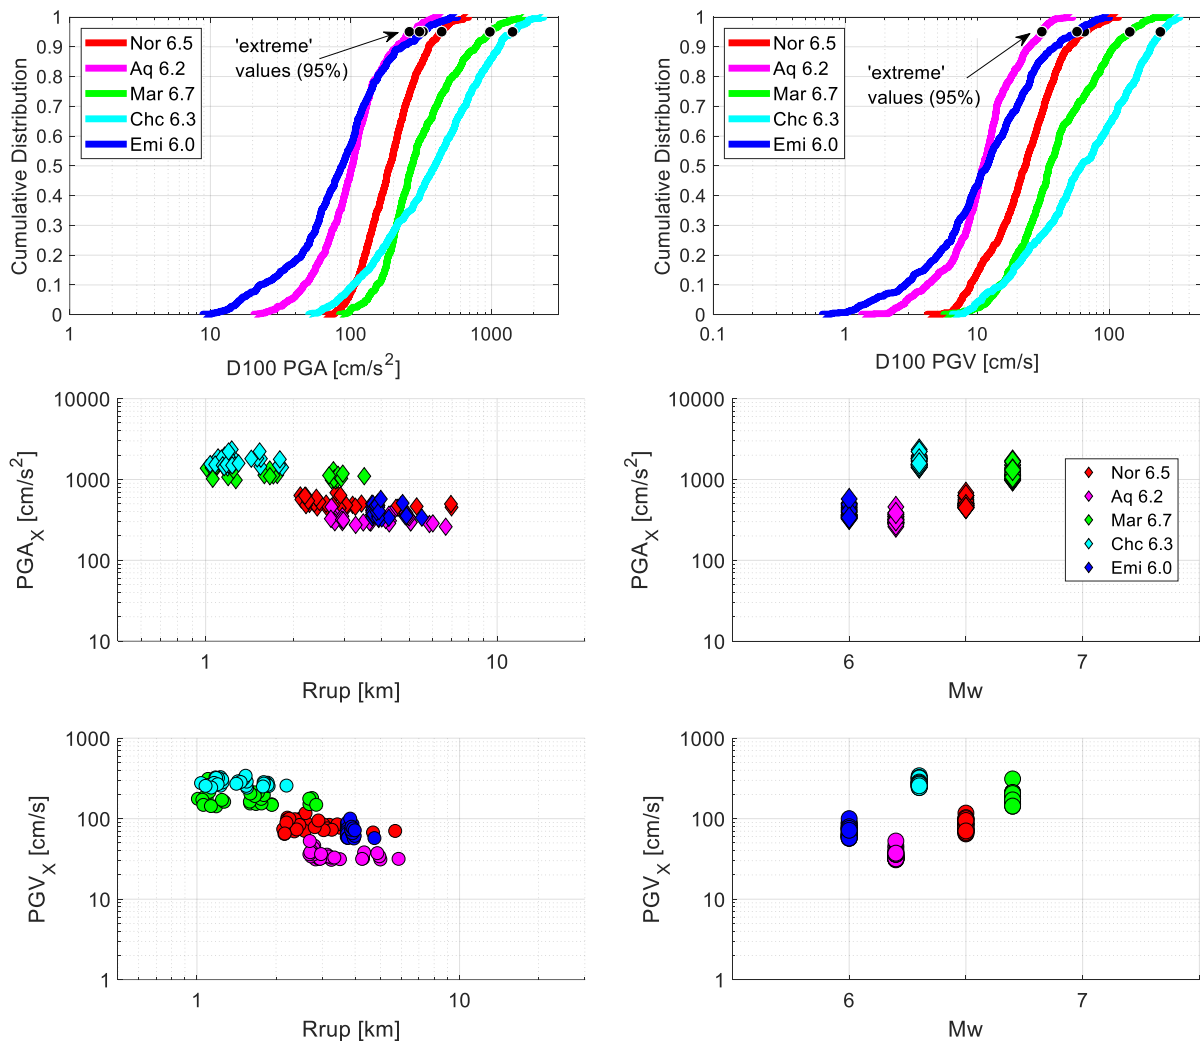 1
0.9
0.8
0.7
0.6
0.5
0.4
0.3
0.2
0.1
0
Cumulative Distribution
Nor 6.5
Aq 6.2
Mar 6.7
Chc 6.3
Emi 6.0
'extreme'
values (95%)
1
10
100
1000
D100 PGA [cm/s²]
1
0.9
0.8
0.7
0.6
0.5
0.4
0.3
0.2
0.1
0
Cumulative Distribution
Nor 6.5
Aq 6.2
Mar 6.7
Chc 6.3
Emi 6.0
'extreme'
values (95%)
0.1
1
10
100
D100 PGV [cm/s]
10000
1000
100
10
PGA_X [cm/s²]
1
10
Rrup [km]
10000
1000
100
10
PGA_X [cm/s²]
Nor 6.5
Aq 6.2
Mar 6.7
Chc 6.3
Emi 6.0
6
7
Mw
1000
100
10
1
PGV_X [cm/s]
1
10
Rrup [km]
1000
100
10
1
PGV_X [cm/s]
6
7
Mw